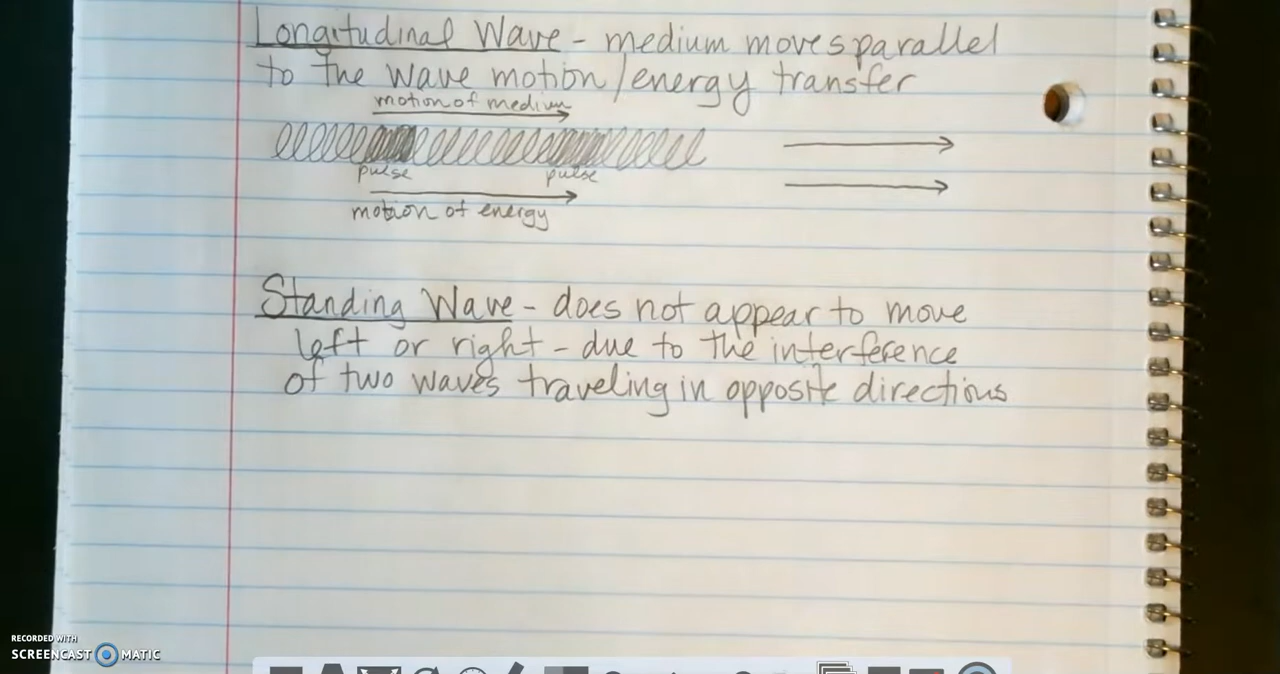 Longitudinal Wave - medium moves parallel
to the wave motion/energy transfer
motion of medium
pulse pulse
motion of energy
Standing Wave - does not appear to move
left or right - due to the interference
of two waves traveling in opposite directions
RECORDED WITH
SCREENCAST MATIC